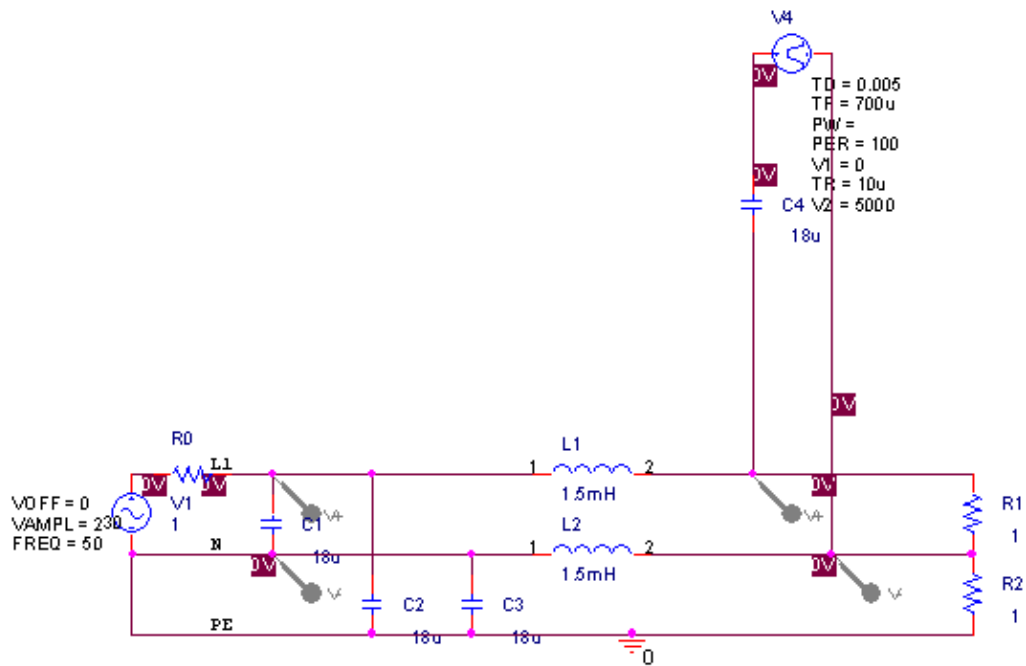 V4
0V
TD = 0.005
TF = 700u
PW =
PER = 100
V1 = 0
TR = 10u
V2 = 5000
0V
C4
18u
0V
R0
L1
0V
0V
V1
1
VOFF = 0
VAMPL = 230
FREQ = 50
C1
18u
V+
N
0V
V-
L1
1
2
1.5mH
L2
1
2
1.5mH
0V
V+
0V
V-
R1
1
R2
1
C2
18u
C3
18u
PE
0